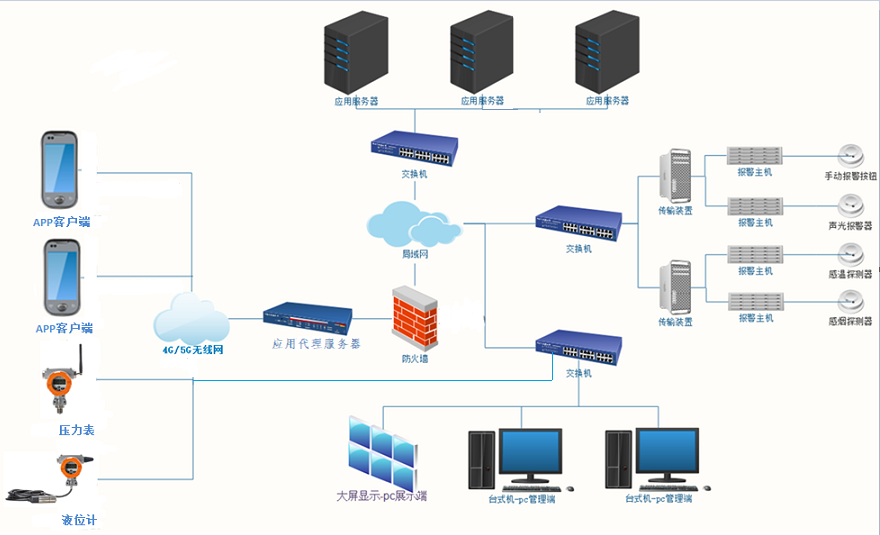 应用服务器
应用服务器
应用服务器
交换机
APP客户端
局域网
交换机
传输装置
报警主机
手动报警按钮
报警主机
声光报警器
APP客户端
4G/5G无线网
应用代理服务器
防火墙
交换机
传输装置
报警主机
感温探测器
报警主机
感烟探测器
压力表
液位计
大屏显示-pc展示端
台式机-pc管理端
台式机-pc管理端